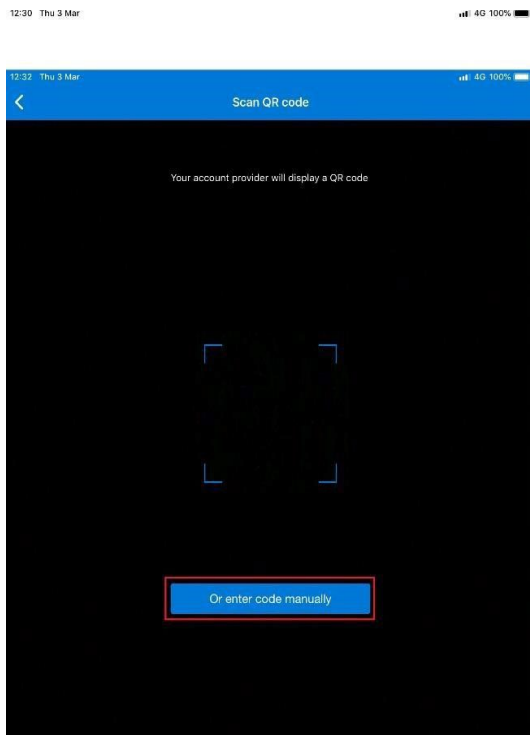 12:30 Thu 3 Mar 4G 100%
12:32 Thu 3 Mar 4G 100%
Scan QR code
Your account provider will display a QR code
Or enter code manually